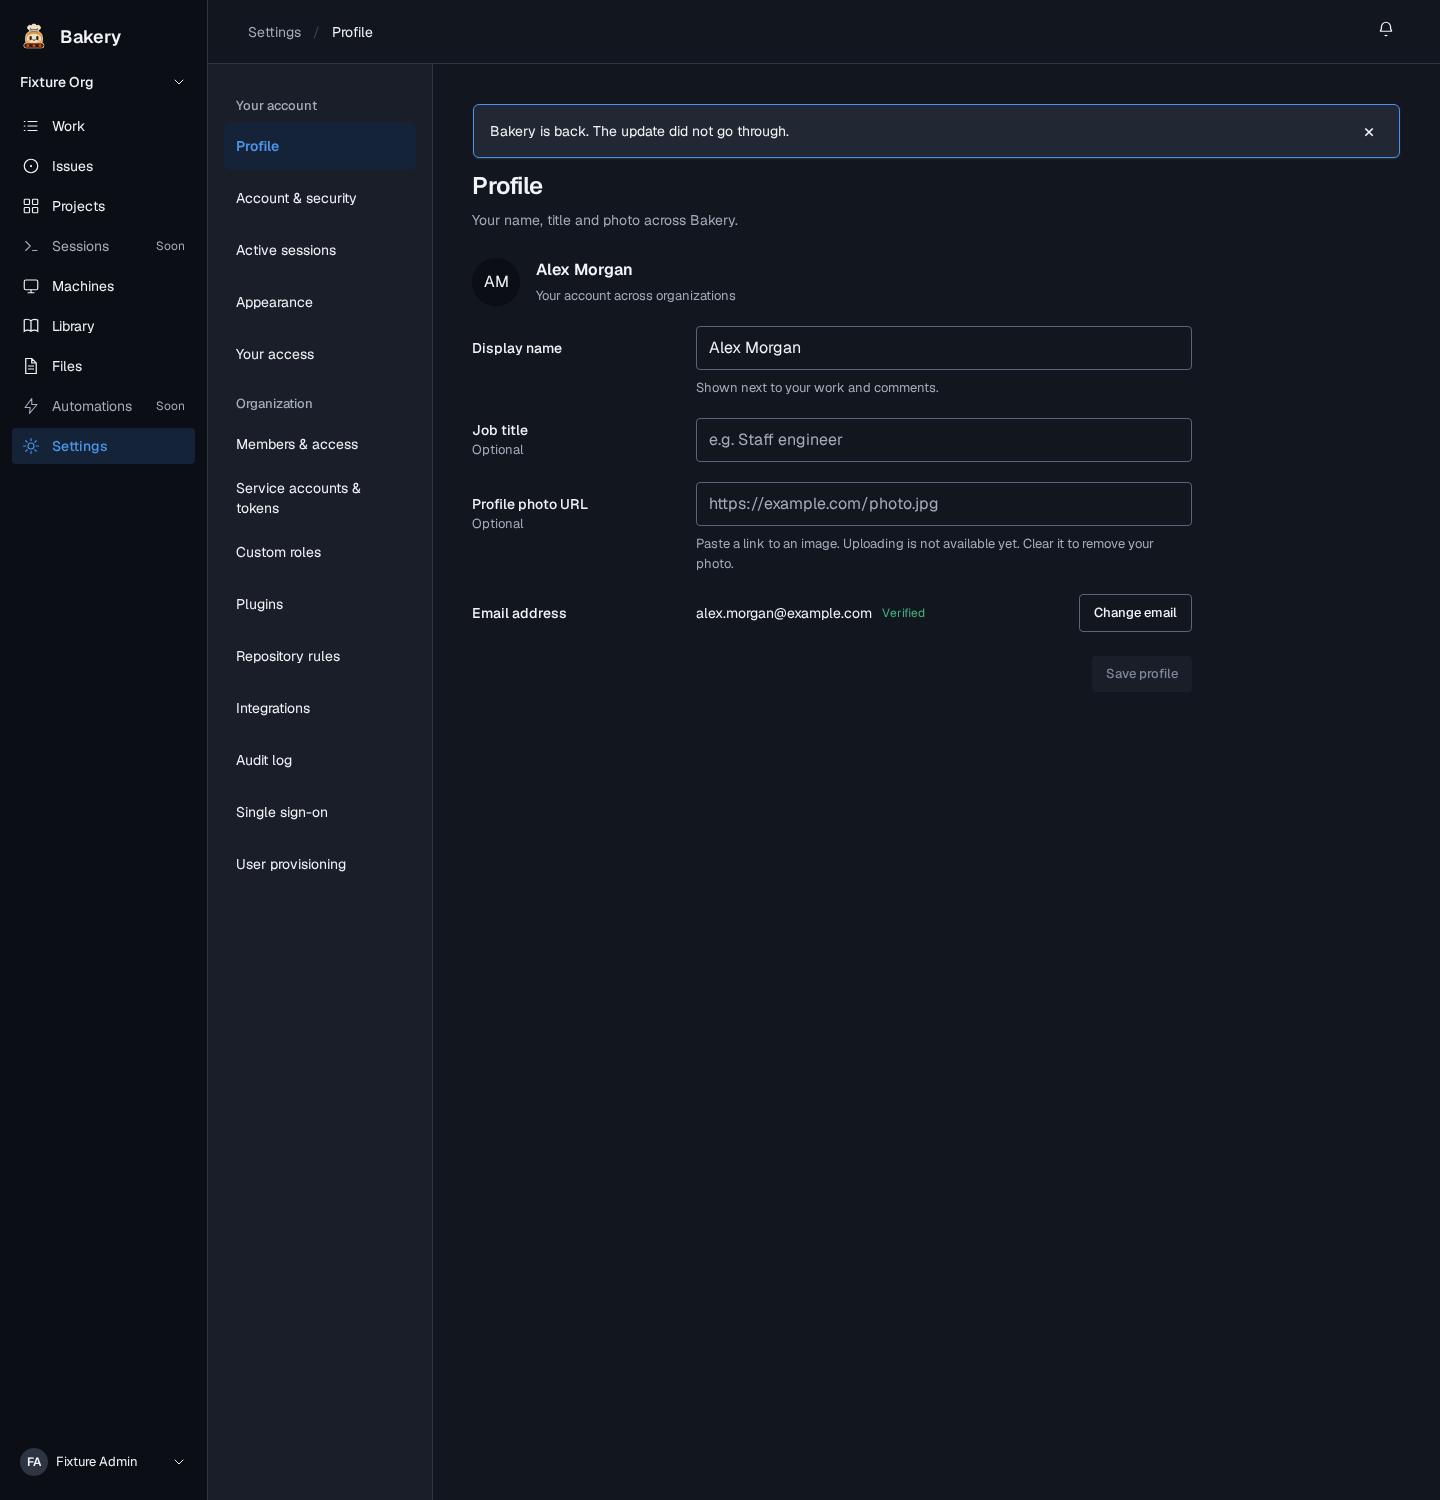 Bakery
Fixture Org
Work
Issues
Projects
Sessions Soon
Machines
Library
Files
Automations Soon
Settings
FA Fixture Admin
Settings / Profile
Your account
Profile
Account & security
Active sessions
Appearance
Your access
Organization
Members & access
Service accounts &
tokens
Custom roles
Plugins
Repository rules
Integrations
Audit log
Single sign-on
User provisioning
Bakery is back. The update did not go through.
Profile
Your name, title and photo across Bakery.
AM
Alex Morgan
Your account across organizations
Display name
Alex Morgan
Shown next to your work and comments.
Job title
Optional
e.g. Staff engineer
Profile photo URL
Optional
https://example.com/photo.jpg
Paste a link to an image. Uploading is not available yet. Clear it to remove your
photo.
Email address
alex.morgan@example.com Verified
Change email
Save profile